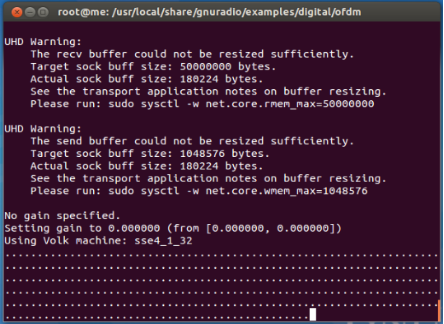 root@me: /usr/local/share/gnuradio/examples/digital/ofdm
UHD Warning:
The recv buffer could not be resized sufficiently.
Target sock buff size: 50000000 bytes.
Actual sock buff size: 180224 bytes.
See the transport application notes on buffer resizing.
Please run: sudo sysctl -w net.core.rmem_max=50000000
UHD Warning:
The send buffer could not be resized sufficiently.
Target sock buff size: 1048576 bytes.
Actual sock buff size: 180224 bytes.
See the transport application notes on buffer resizing.
Please run: sudo sysctl -w net.core.wmem_max=1048576
No gain specified.
Setting gain to 0.000000 (from [0.000000, 0.000000])
Using Volk machine: sse4_1_32
....................................................................
....................................................................
....................................................................
....................................................................
................................................